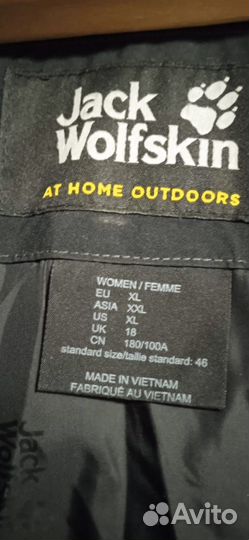 Jack
Wolfskin
AT HOME OUTDOORS
WOMEN / FEMME
EU XL
ASIA XXL
US XL
UK 18
CN 180/100A
standard size/taille standard: 46
MADE IN VIETNAM
FABRIQUÉ AU VIETNAM
Jack
Wolfskin
Avito